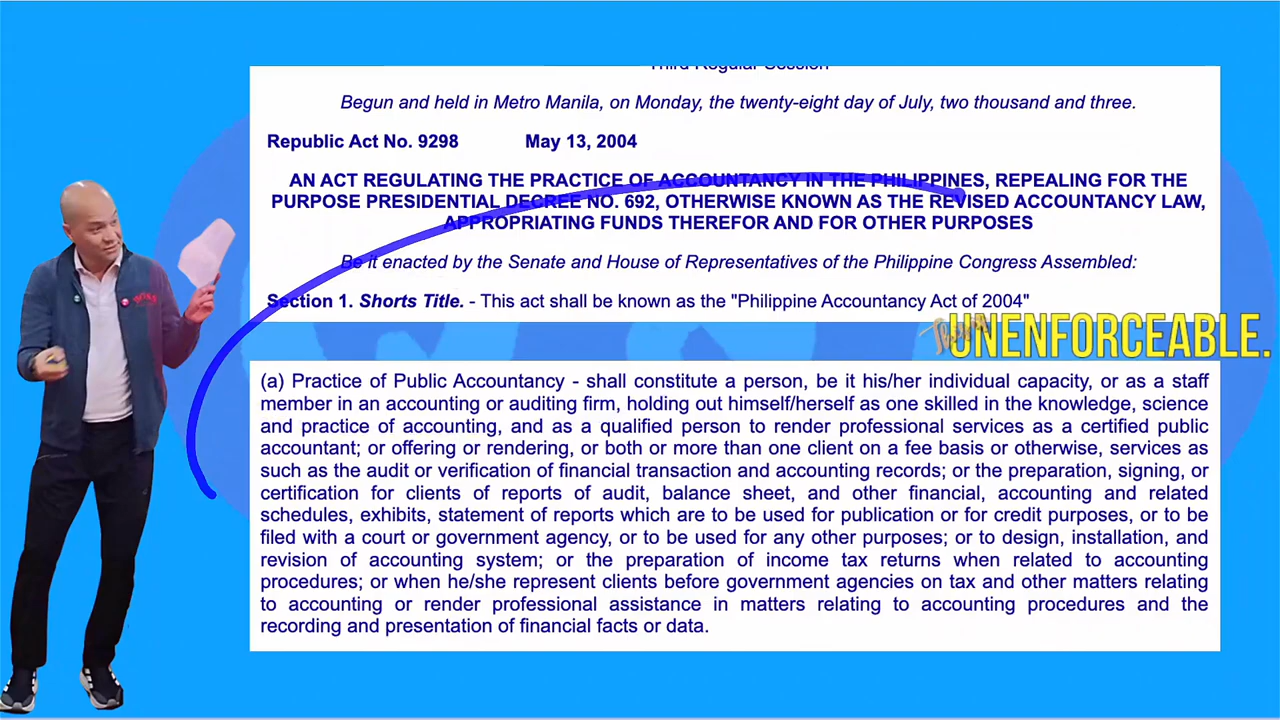 Third Regular Session
Begun and held in Metro Manila, on Monday, the twenty-eight day of July, two thousand and three.
Republic Act No. 9298 May 13, 2004
AN ACT REGULATING THE PRACTICE OF ACCOUNTANCY IN THE PHILIPPINES, REPEALING FOR THE
PURPOSE PRESIDENTIAL DECREE NO. 692, OTHERWISE KNOWN AS THE REVISED ACCOUNTANCY LAW,
APPROPRIATING FUNDS THEREFOR AND FOR OTHER PURPOSES
Be it enacted by the Senate and House of Representatives of the Philippine Congress Assembled:
Section 1. Shorts Title. - This act shall be known as the "Philippine Accountancy Act of 2004"
UNENFORCEABLE.
(a) Practice of Public Accountancy - shall constitute a person, be it his/her individual capacity, or as a staff
member in an accounting or auditing firm, holding out himself/herself as one skilled in the knowledge, science
and practice of accounting, and as a qualified person to render professional services as a certified public
accountant; or offering or rendering, or both or more than one client on a fee basis or otherwise, services as
such as the audit or verification of financial transaction and accounting records; or the preparation, signing, or
certification for clients of reports of audit, balance sheet, and other financial, accounting and related
schedules, exhibits, statement of reports which are to be used for publication or for credit purposes, or to be
filed with a court or government agency, or to be used for any other purposes; or to design, installation, and
revision of accounting system; or the preparation of income tax returns when related to accounting
procedures; or when he/she represent clients before government agencies on tax and other matters relating
to accounting or render professional assistance in matters relating to accounting procedures and the
recording and presentation of financial facts or data.